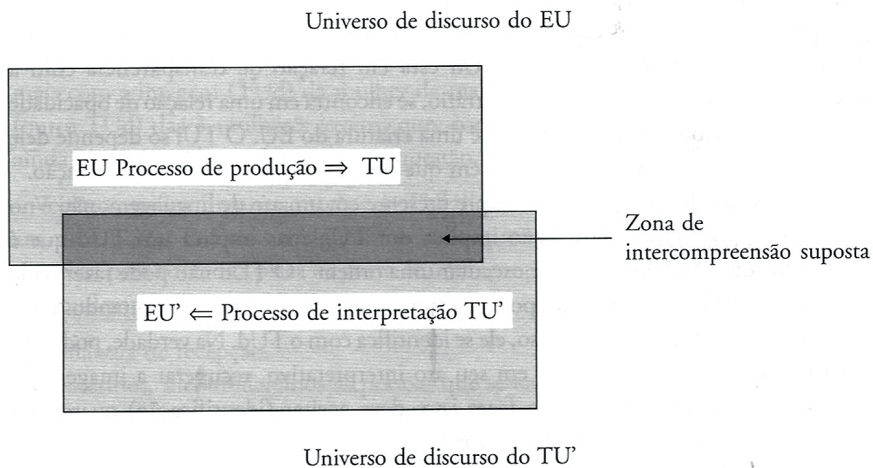 Universo de discurso do EU
EU Processo de produção ⇒ TU
Zona de
intercompreensão suposta
EU’ ⇐ Processo de interpretação TU’
Universo de discurso do TU’